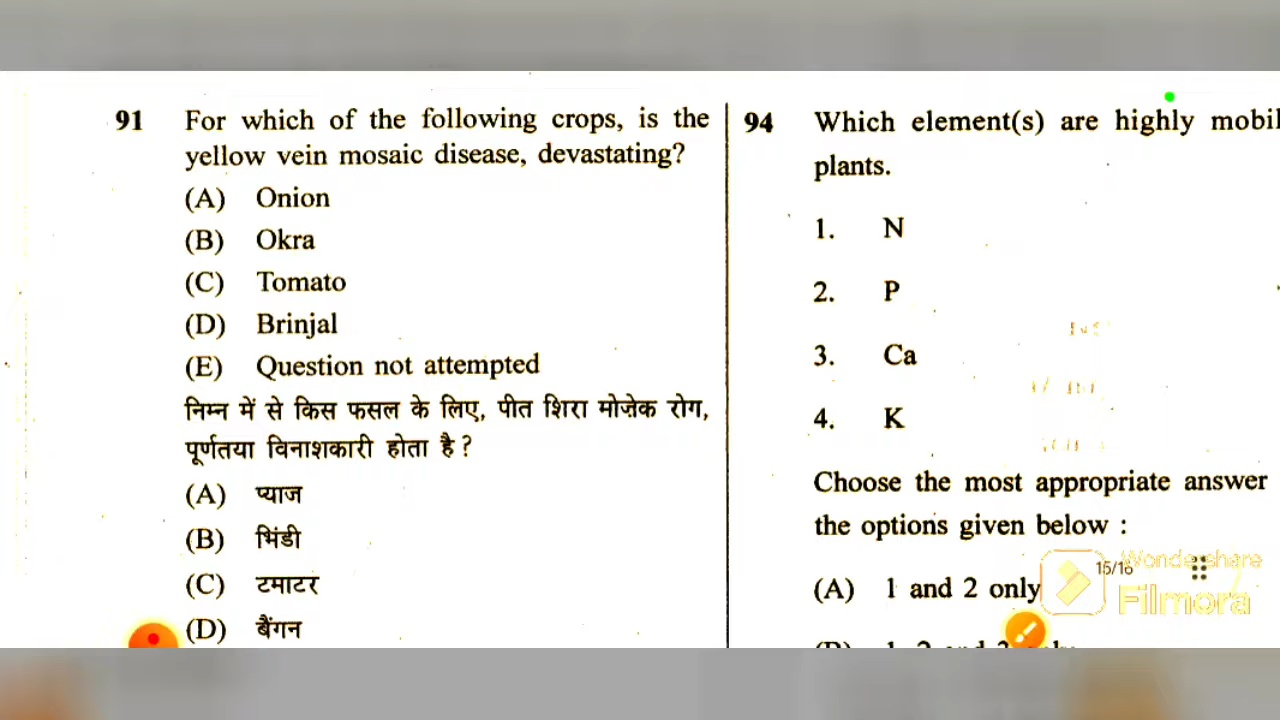 91 For which of the following crops, is the
yellow vein mosaic disease, devastating?
(A) Onion
(B) Okra
(C) Tomato
(D) Brinjal
(E) Question not attempted
निम्न में से किस फसल के लिए, पीत शिरा मोज़ेक रोग,
पूर्णतया विनाशकारी होता है ?
(A) प्याज
(B) भिंडी
(C) टमाटर
(D) बैंगन
94 Which element(s) are highly mobil
plants.
1. N
2. P
3. Ca
4. K
Choose the most appropriate answer
the options given below :
(A) 1 and 2 only
15/16
Wondershare
Filmora